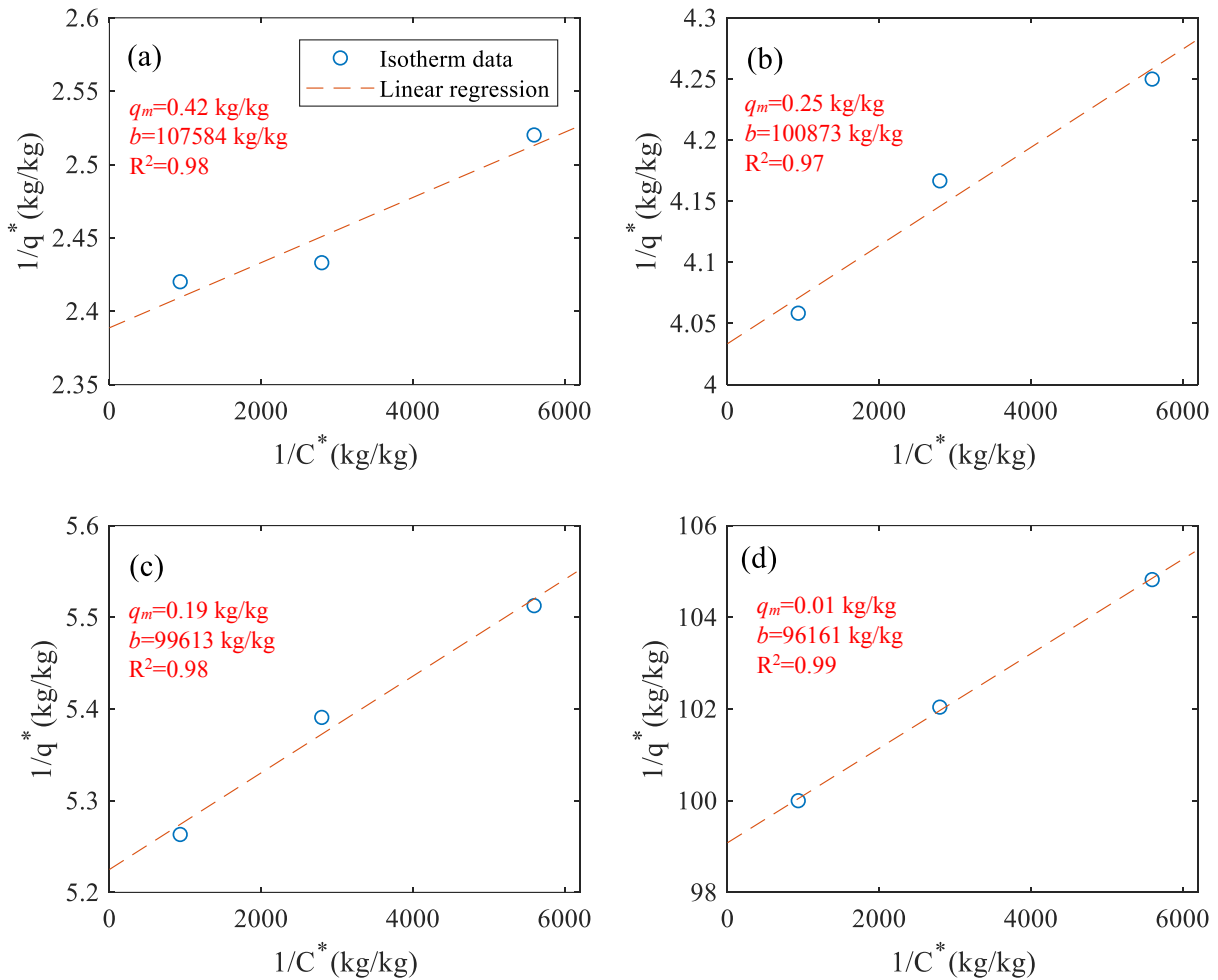 (a)
Isotherm data
Linear regression
qm=0.42 kg/kg
b=107584 kg/kg
R²=0.98
2.6
2.55
2.5
2.45
2.4
2.35
1/q* (kg/kg)
0 2000 4000 6000
1/C* (kg/kg)
(b)
qm=0.25 kg/kg
b=100873 kg/kg
R²=0.97
4.3
4.25
4.2
4.15
4.1
4.05
4
1/q* (kg/kg)
0 2000 4000 6000
1/C* (kg/kg)
(c)
qm=0.19 kg/kg
b=99613 kg/kg
R²=0.98
5.6
5.5
5.4
5.3
5.2
1/q* (kg/kg)
0 2000 4000 6000
1/C* (kg/kg)
(d)
qm=0.01 kg/kg
b=96161 kg/kg
R²=0.99
106
104
102
100
98
1/q* (kg/kg)
0 2000 4000 6000
1/C* (kg/kg)